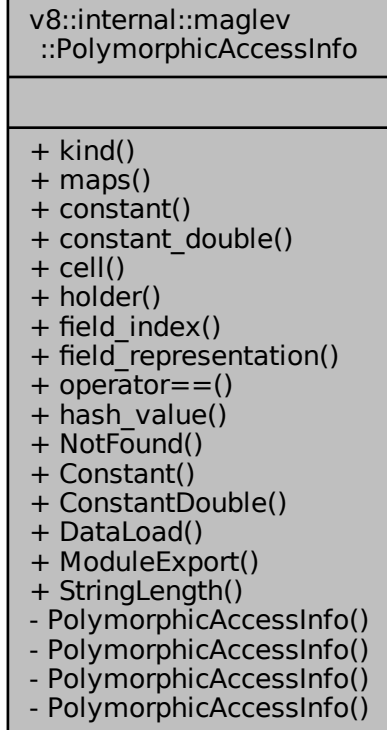 v8::internal::maglev
::PolymorphicAccessInfo
+ kind()
+ maps()
+ constant()
+ constant_double()
+ cell()
+ holder()
+ field_index()
+ field_representation()
+ operator==()
+ hash_value()
+ NotFound()
+ Constant()
+ ConstantDouble()
+ DataLoad()
+ ModuleExport()
+ StringLength()
- PolymorphicAccessInfo()
- PolymorphicAccessInfo()
- PolymorphicAccessInfo()
- PolymorphicAccessInfo()